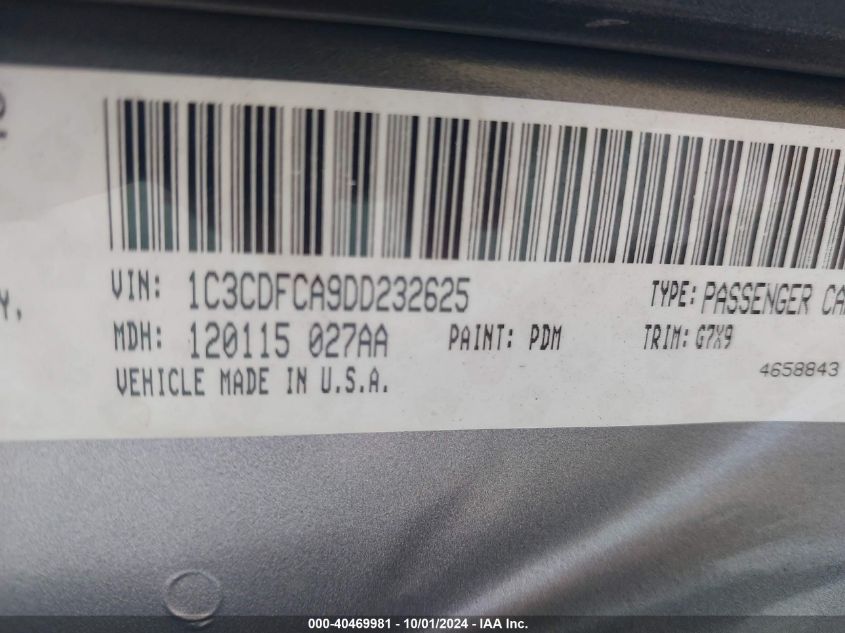 VIN: 1C3CDFCA9DD232625 TYPE: PASSENGER CA
Y.
MDH: 120115 027AA PAINT: PDM TRIM: G7X9
4658843
VEHICLE MADE IN U.S.A.
000-40469981 - 10/01/2024 - IAA Inc.